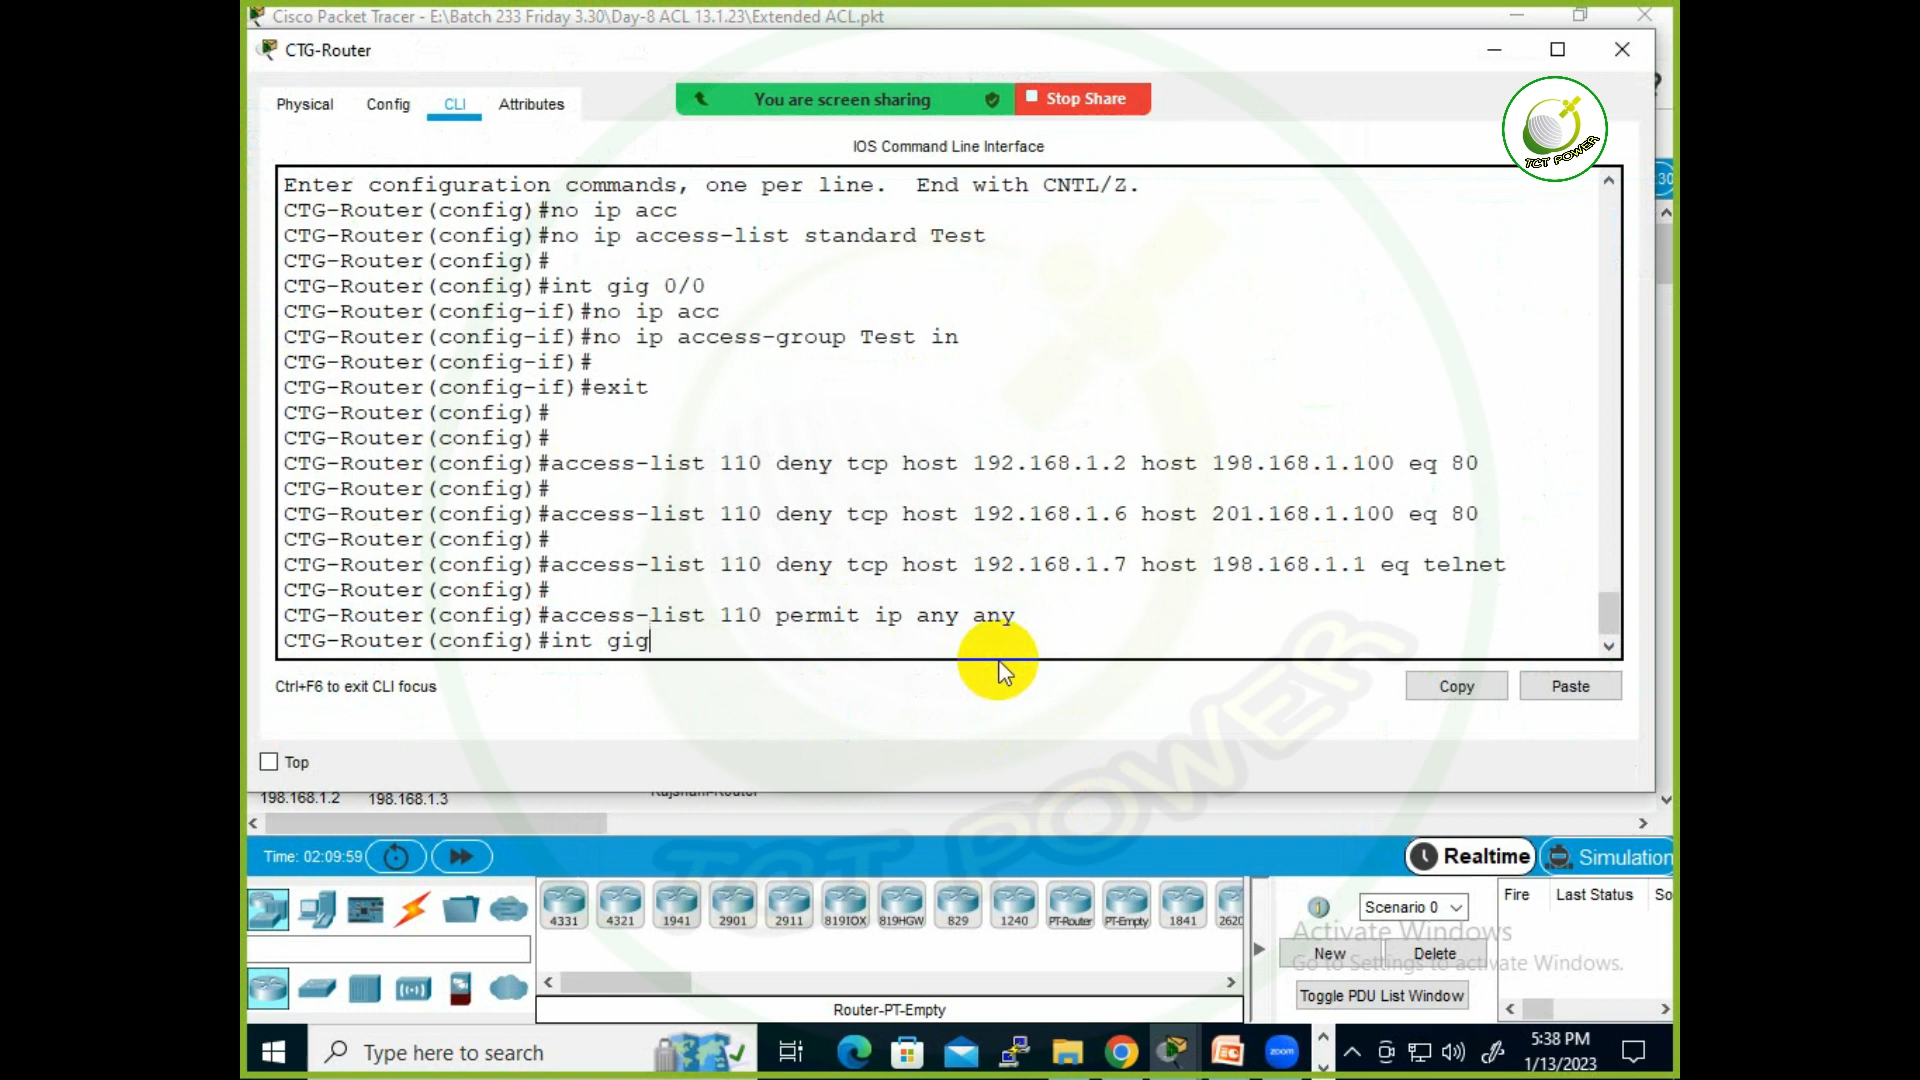 Cisco Packet Tracer - E:\Batch 233 Friday 3.30\Day-8 ACL 13.1.23\Extended ACL.pkt
CTG-Router
Physical Config CLI Attributes
You are screen sharing Stop Share
TCT POWER
IOS Command Line Interface
Enter configuration commands, one per line.  End with CNTL/Z.
CTG-Router(config)#no ip acc
CTG-Router(config)#no ip access-list standard Test
CTG-Router(config)#
CTG-Router(config)#int gig 0/0
CTG-Router(config-if)#no ip acc
CTG-Router(config-if)#no ip access-group Test in
CTG-Router(config-if)#
CTG-Router(config-if)#exit
CTG-Router(config)#
CTG-Router(config)#
CTG-Router(config)#access-list 110 deny tcp host 192.168.1.2 host 198.168.1.100 eq 80
CTG-Router(config)#
CTG-Router(config)#access-list 110 deny tcp host 192.168.1.6 host 201.168.1.100 eq 80
CTG-Router(config)#
CTG-Router(config)#access-list 110 deny tcp host 192.168.1.7 host 198.168.1.1 eq telnet
CTG-Router(config)#
CTG-Router(config)#access-list 110 permit ip any any
CTG-Router(config)#int gig
Ctrl+F6 to exit CLI focus
Copy Paste
Top
198.168.1.2 198.168.1.3
TCT POWER
Time: 02:09:59
Realtime Simulation
4331 4321 1941 2901 2911 819IOX 819HGW 829 1240 PT-Router PT-Empty 1841 2620
Scenario 0
Fire Last Status
New Delete
Toggle PDU List Window
Activate Windows
Go to Settings to activate Windows.
Router-PT-Empty
Type here to search
zoom
5:38 PM
1/13/2023